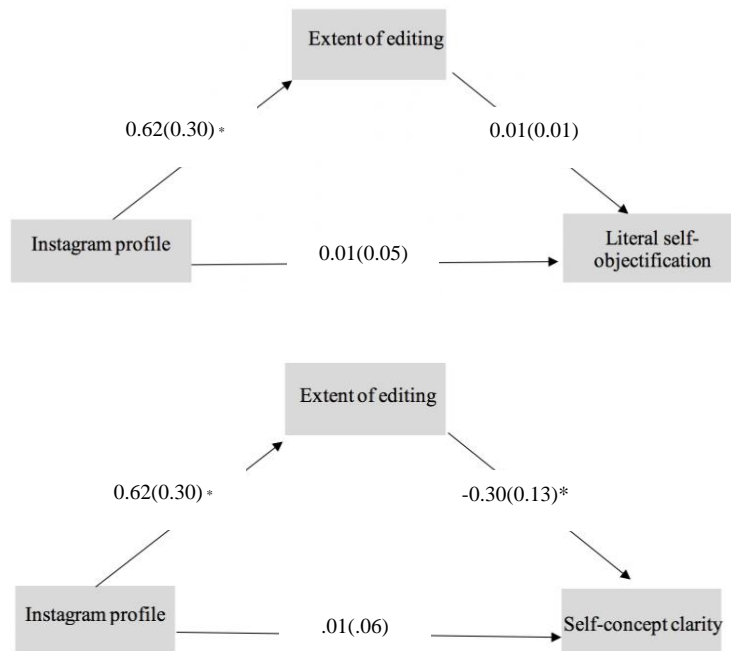 Extent of editing
0.62(0.30) *
0.01(0.01)
Instagram profile
0.01(0.05)
Literal self-
objectification
Extent of editing
0.62(0.30) *
-0.30(0.13)*
Instagram profile
.01(.06)
Self-concept clarity